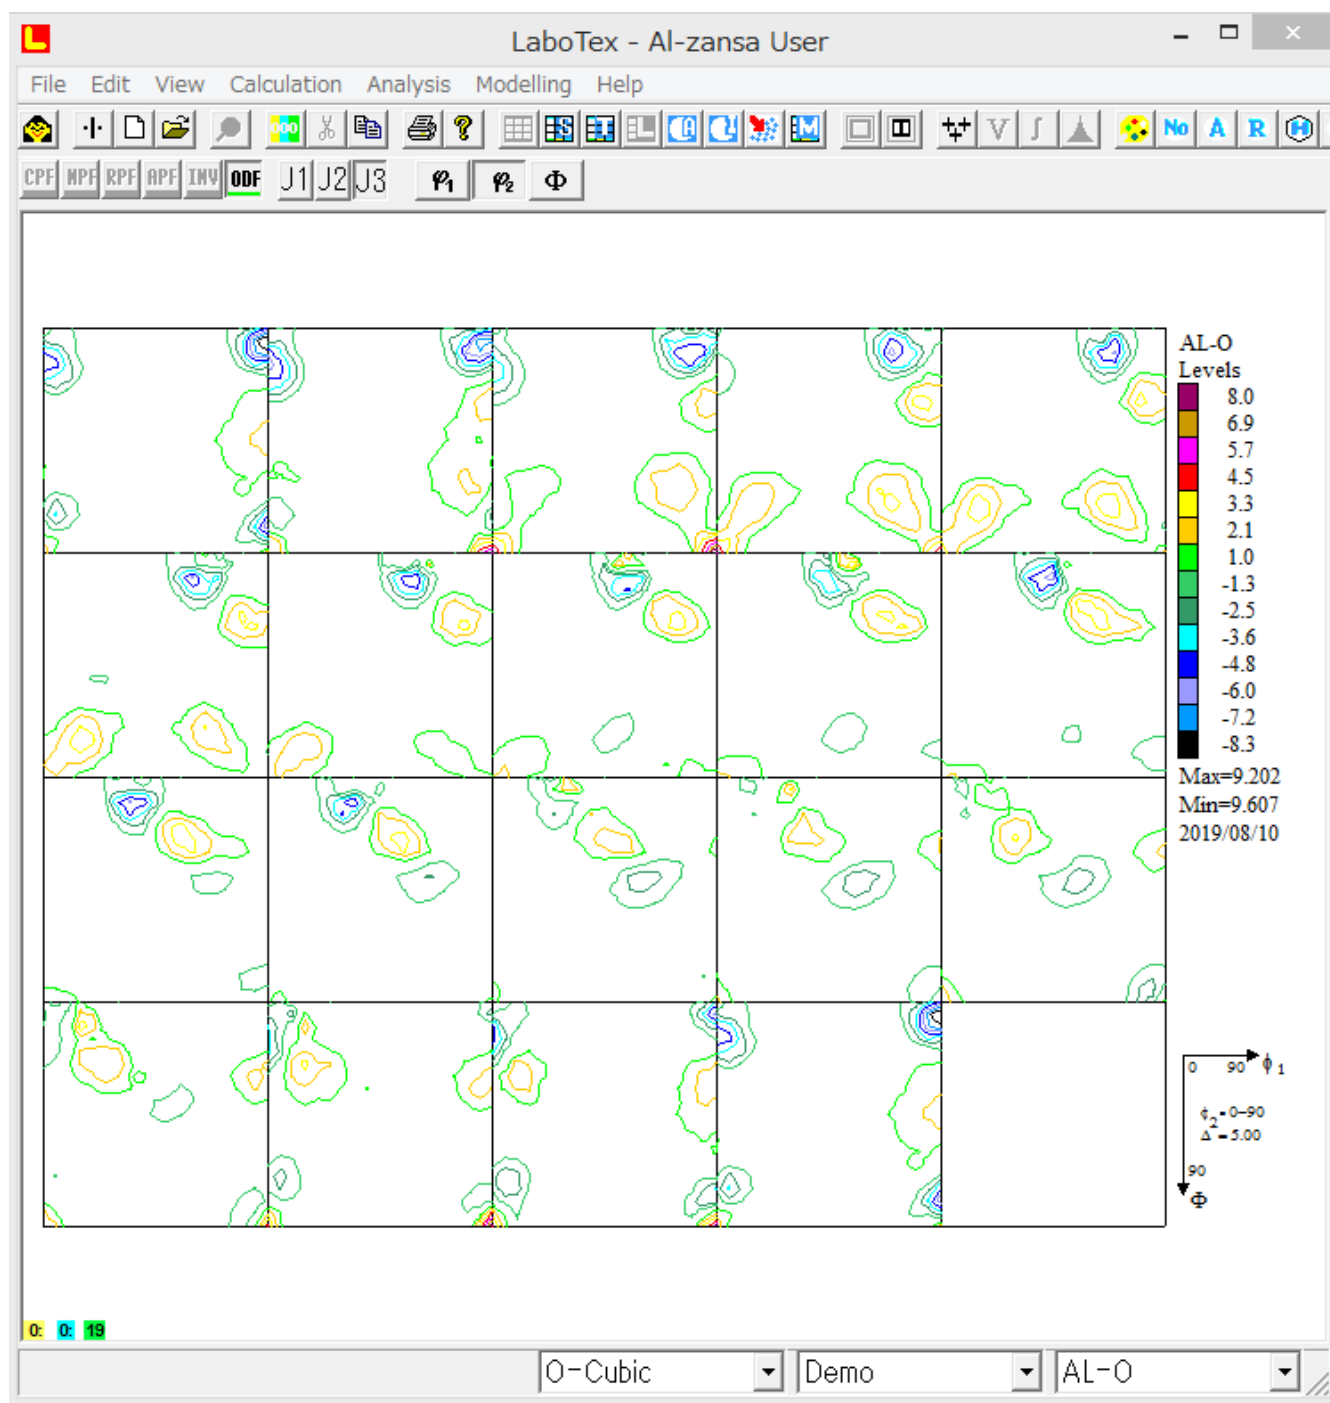 LaboTex - Al-zansa User
File Edit View Calculation Analysis Modelling Help
No A R
CPF NPF RPF APF INV ODF J1 J2 J3 φ1 φ2 Φ
AL-O
Levels
8.0
6.9
5.7
4.5
3.3
2.1
1.0
-1.3
-2.5
-3.6
-4.8
-6.0
-7.2
-8.3
Max=9.202
Min=9.607
2019/08/10
0 90 ϕ 1
ϕ2=0-90
Δ=5.00
90
Φ
0: 0: 19
O-Cubic Demo AL-O